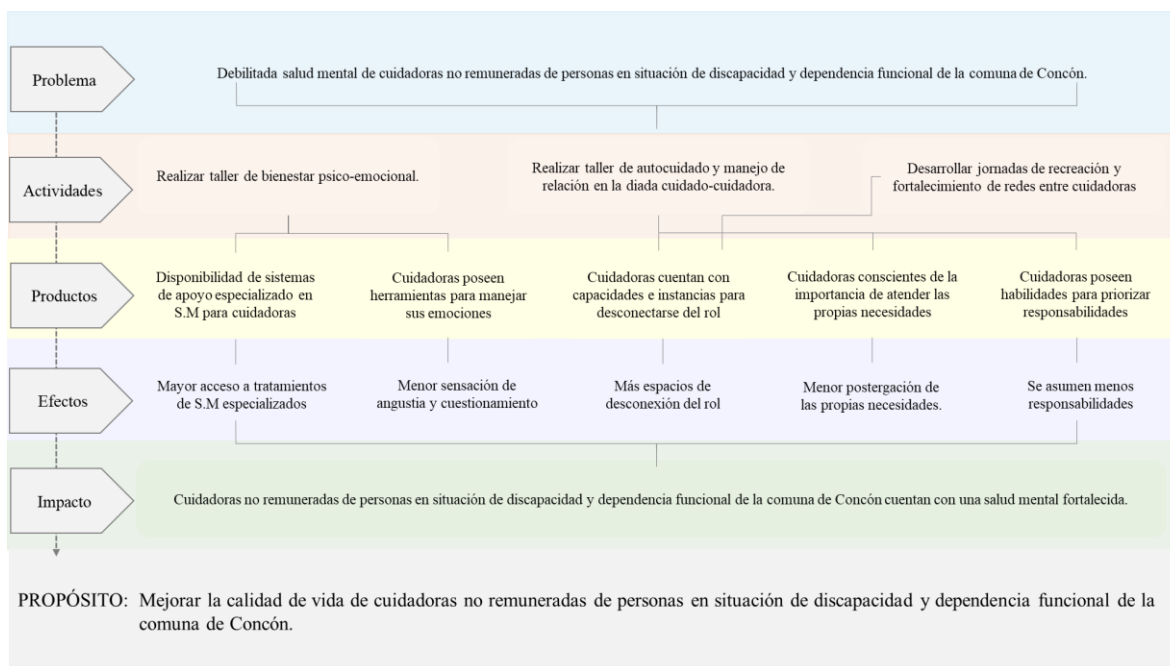 Problema
Debilitada salud mental de cuidadoras no remuneradas de personas en situación de discapacidad y dependencia funcional de la comuna de Concón.
Actividades
Realizar taller de bienestar psico-emocional.
Realizar taller de autocuidado y manejo de
relación en la diada cuidado-cuidadora.
Desarrollar jornadas de recreación y
fortalecimiento de redes entre cuidadoras
Productos
Disponibilidad de sistemas
de apoyo especializado en
S.M para cuidadoras
Cuidadoras poseen
herramientas para manejar
sus emociones
Cuidadoras cuentan con
capacidades e instancias para
desconectarse del rol
Cuidadoras conscientes de la
importancia de atender las
propias necesidades
Cuidadoras poseen
habilidades para priorizar
responsabilidades
Efectos
Mayor acceso a tratamientos
de S.M especializados
Menor sensación de
angustia y cuestionamiento
Más espacios de
desconexión del rol
Menor postergación de
las propias necesidades.
Se asumen menos
responsabilidades
Impacto
Cuidadoras no remuneradas de personas en situación de discapacidad y dependencia funcional de la comuna de Concón cuentan con una salud mental fortalecida.
PROPÓSITO: Mejorar la calidad de vida de cuidadoras no remuneradas de personas en situación de discapacidad y dependencia funcional de la
comuna de Concón.